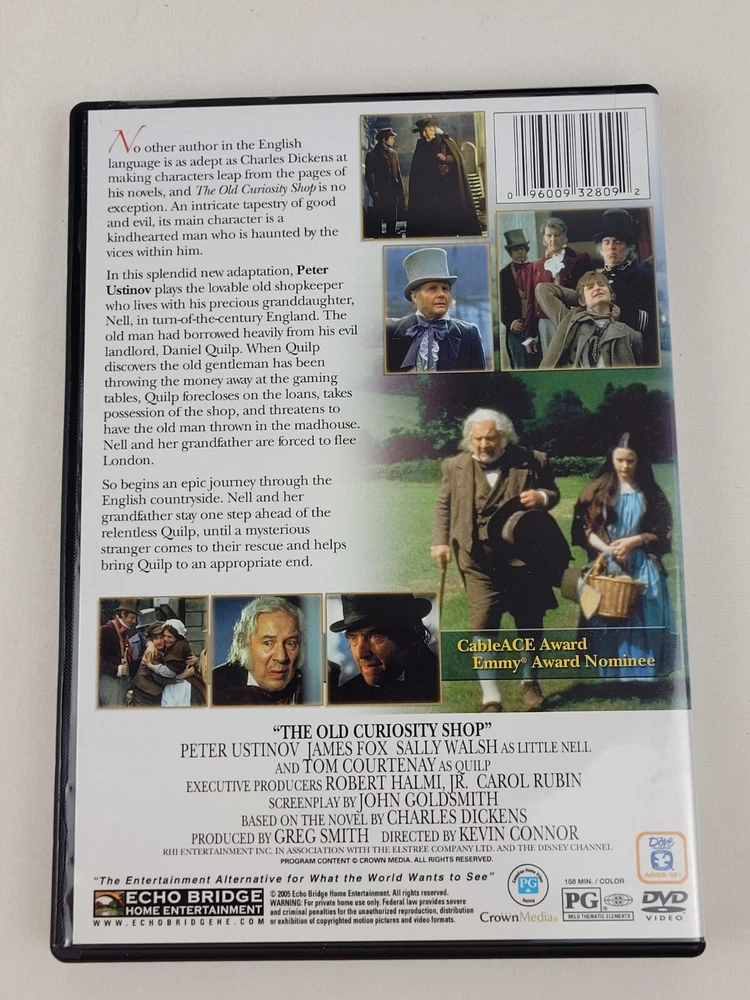 No other author in the English
language is as adept as Charles Dickens at
making characters leap from the pages of
his novels, and The Old Curiosity Shop is no
exception. An intricate tapestry of good
and evil, its main character is a
kindhearted man who is haunted by the
vices within him.
In this splendid new adaptation, Peter
Ustinov plays the lovable old shopkeeper
who lives with his precious granddaughter,
Nell, in turn-of-the-century England. The
old man had borrowed heavily from his evil
landlord, Daniel Quilp. When Quilp
discovers the old gentleman has been
throwing the money away at the gaming
tables, Quilp forecloses on the loans, takes
possession of the shop, and threatens to
have the old man thrown in the madhouse.
Nell and her grandfather are forced to flee
London.
So begins an epic journey through the
English countryside. Nell and her
grandfather stay one step ahead of the
relentless Quilp, until a mysterious
stranger comes to their rescue and helps
bring Quilp to an appropriate end.
0 96009 32809 2
CableACE Award
Emmy® Award Nominee
"THE OLD CURIOSITY SHOP"
PETER USTINOV JAMES FOX SALLY WALSH AS LITTLE NELL
AND TOM COURTENAY AS QUILP
EXECUTIVE PRODUCERS ROBERT HALMI, JR. CAROL RUBIN
SCREENPLAY BY JOHN GOLDSMITH
BASED ON THE NOVEL BY CHARLES DICKENS
PRODUCED BY GREG SMITH DIRECTED BY KEVIN CONNOR
RHI ENTERTAINMENT INC. IN ASSOCIATION WITH THE ELSTREE COMPANY LTD. AND THE DISNEY CHANNEL
PROGRAM CONTENT © CROWN MEDIA. ALL RIGHTS RESERVED.
"The Entertainment Alternative for What the World Wants to See"
ECHO BRIDGE
HOME ENTERTAINMENT
WWW.ECHOBRIDGEHE.COM
© 2005 Echo Bridge Home Entertainment. All rights reserved.
WARNING: For private home use only. Federal law provides severe
and criminal penalties for the unauthorized reproduction, distribution
or exhibition of copyrighted motion pictures and video formats.
PG
CrownMedia
188 MIN. / COLOR
PG
MILD THEMATIC ELEMENTS
DVD
VIDEO
Dove
AGES 12+